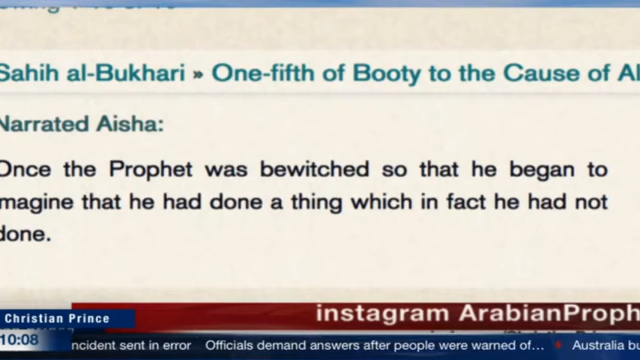 Sahih al-Bukhari » One-fifth of Booty to the Cause of Al
Narrated Aisha:
Once the Prophet was bewitched so that he began to
imagine that he had done a thing which in fact he had not
done.
Christian Prince
instagram ArabianProph
10:08
ncident sent in error Officials demand answers after people were warned of... Australia bu